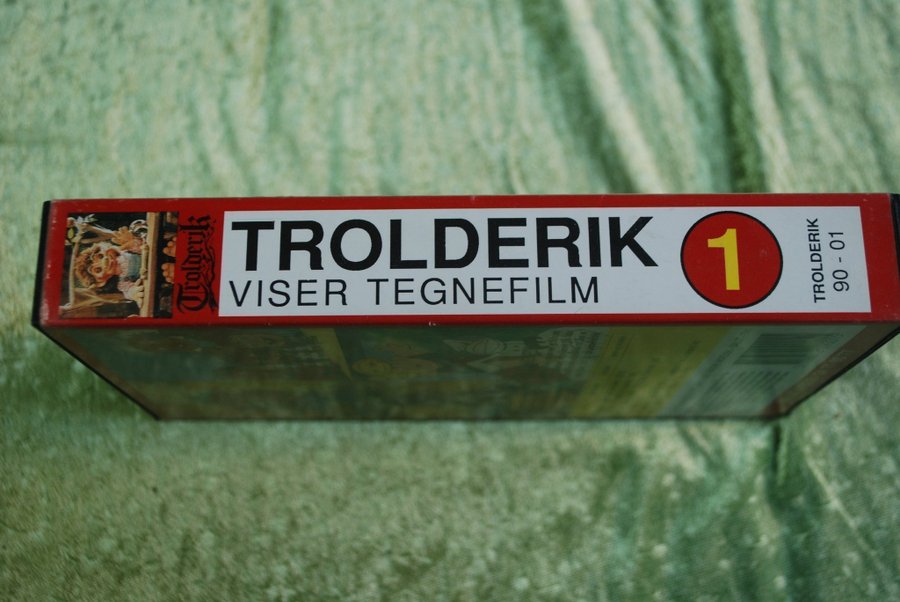 Trolderik
TROLDERIK
VISER TEGNEFILM
1
TROLDERIK
90 - 01